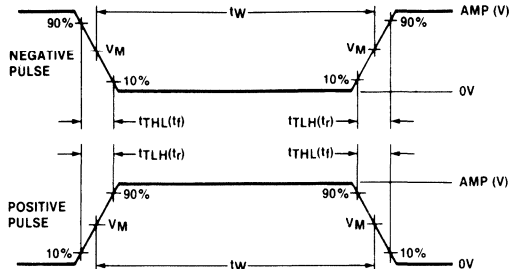 90%
tW
90%
AMP (V)
NEGATIVE
PULSE
VM
VM
10%
10%
0V
tTHL(tf)
tTLH(tr)
tTLH(tr)
tTHL(tf)
AMP (V)
POSITIVE
PULSE
90%
90%
VM
VM
10%
10%
0V
tW